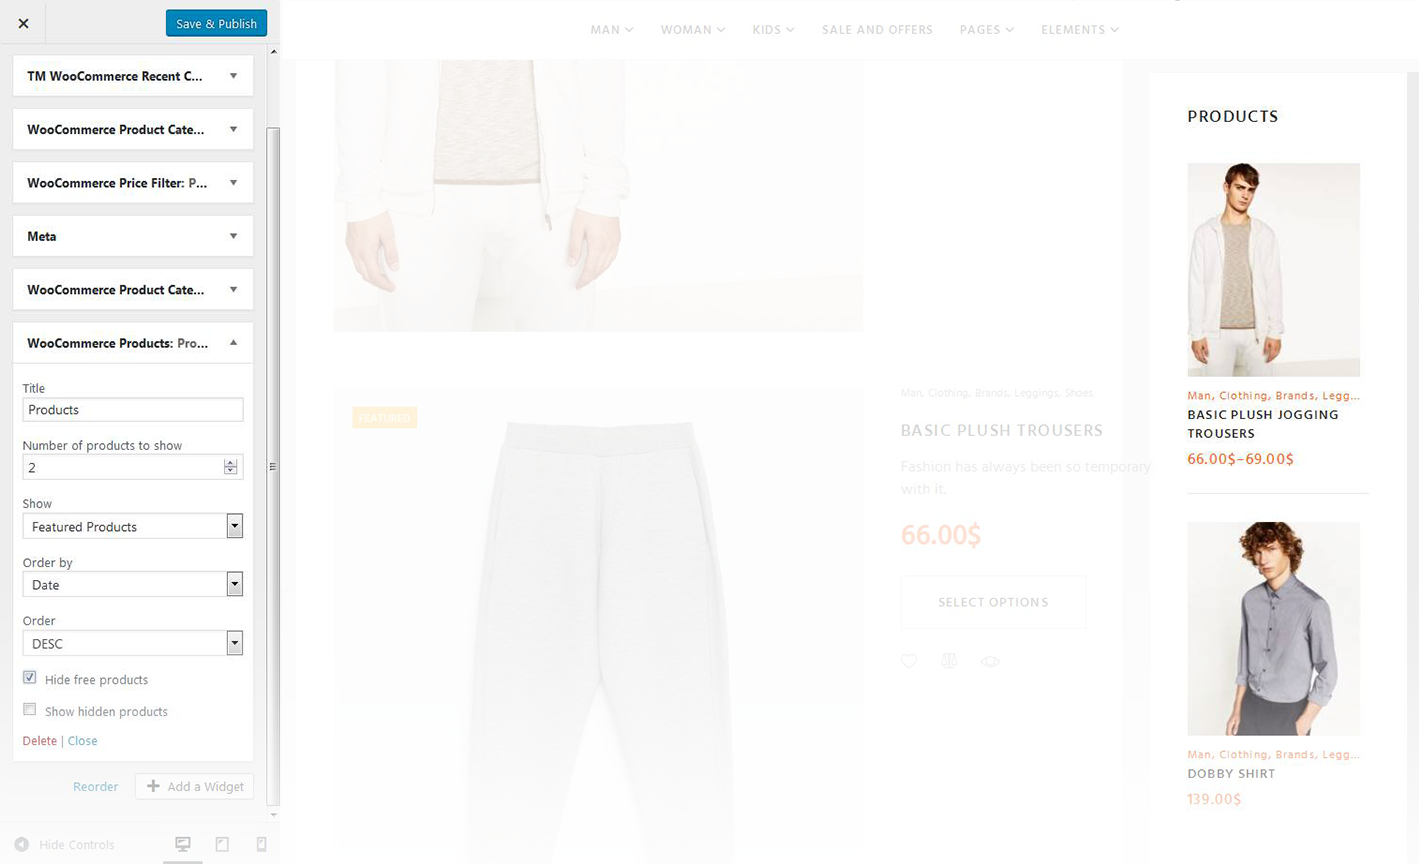 Save & Publish
TM WooCommerce Recent C...
WooCommerce Product Cate...
WooCommerce Price Filter: P...
Meta
WooCommerce Product Cate...
WooCommerce Products: Pro...
Title
Products
Number of products to show
2
Show
Featured Products
Order by
Date
Order
DESC
Hide free products
Show hidden products
Delete | Close
Reorder
Add a Widget
Hide Controls
MAN
WOMAN
KIDS
SALE AND OFFERS
PAGES
ELEMENTS
FEATURED
Man, Clothing, Brands, Leggings, Shoes
BASIC PLUSH TROUSERS
Fashion has always been so temporary
with it.
66.00$
SELECT OPTIONS
PRODUCTS
Man, Clothing, Brands, Legg...
BASIC PLUSH JOGGING
TROUSERS
66.00$–69.00$
Man, Clothing, Brands, Legg...
DOBBY SHIRT
139.00$